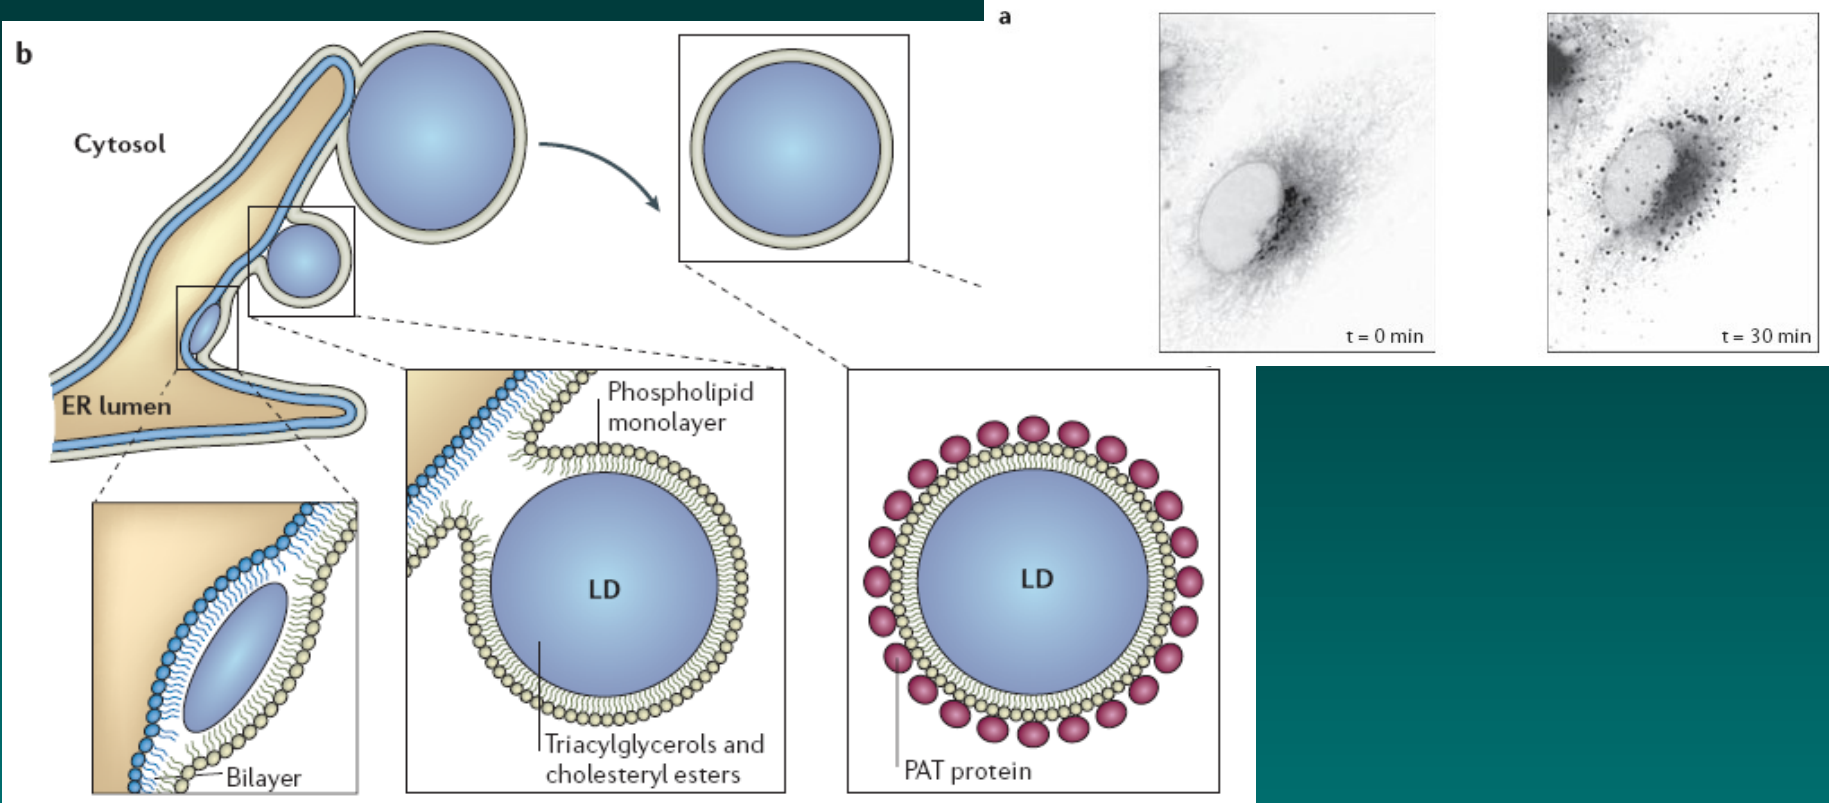 b
Cytosol
ER lumen
Bilayer
Phospholipid
monolayer
LD
Triacylglycerols and
cholesteryl esters
LD
PAT protein
a
t = 0 min
t = 30 min